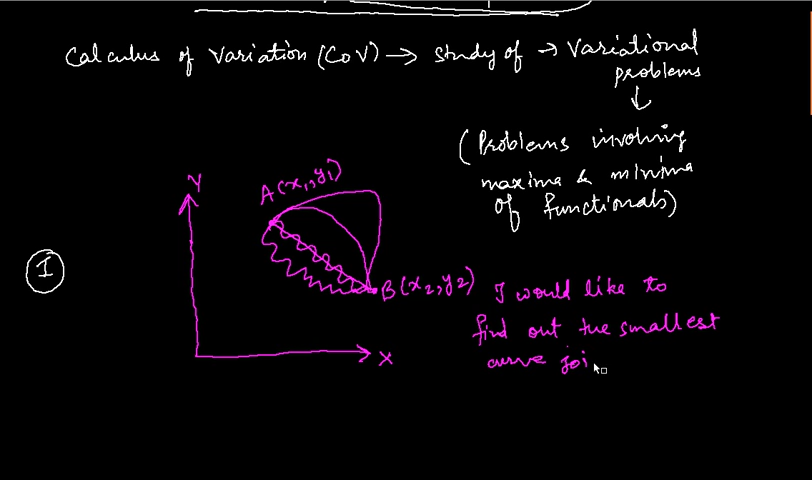 Calculus of Variation (CoV) → Study of → Variational
problems
(Problems involving
maxima & minima
of functionals)
Y
A(x1,y1)
I
B(x2,y2)
I would like to
find out the smallest
curve joi
X